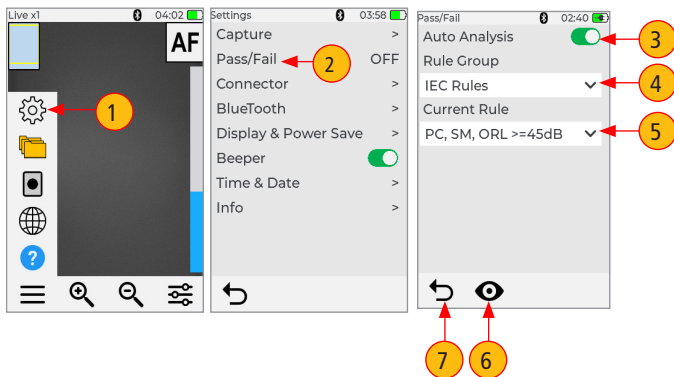 Live x1 04:02
AF
1
?
Settings 03:58
Capture >
Pass/Fail 2 OFF
Connector >
BlueTooth >
Display & Power Save >
Beeper
Time & Date >
Info >
Pass/Fail 02:40
Auto Analysis 3
Rule Group
IEC Rules 4
Current Rule
PC, SM, ORL >=45dB 5
7 6